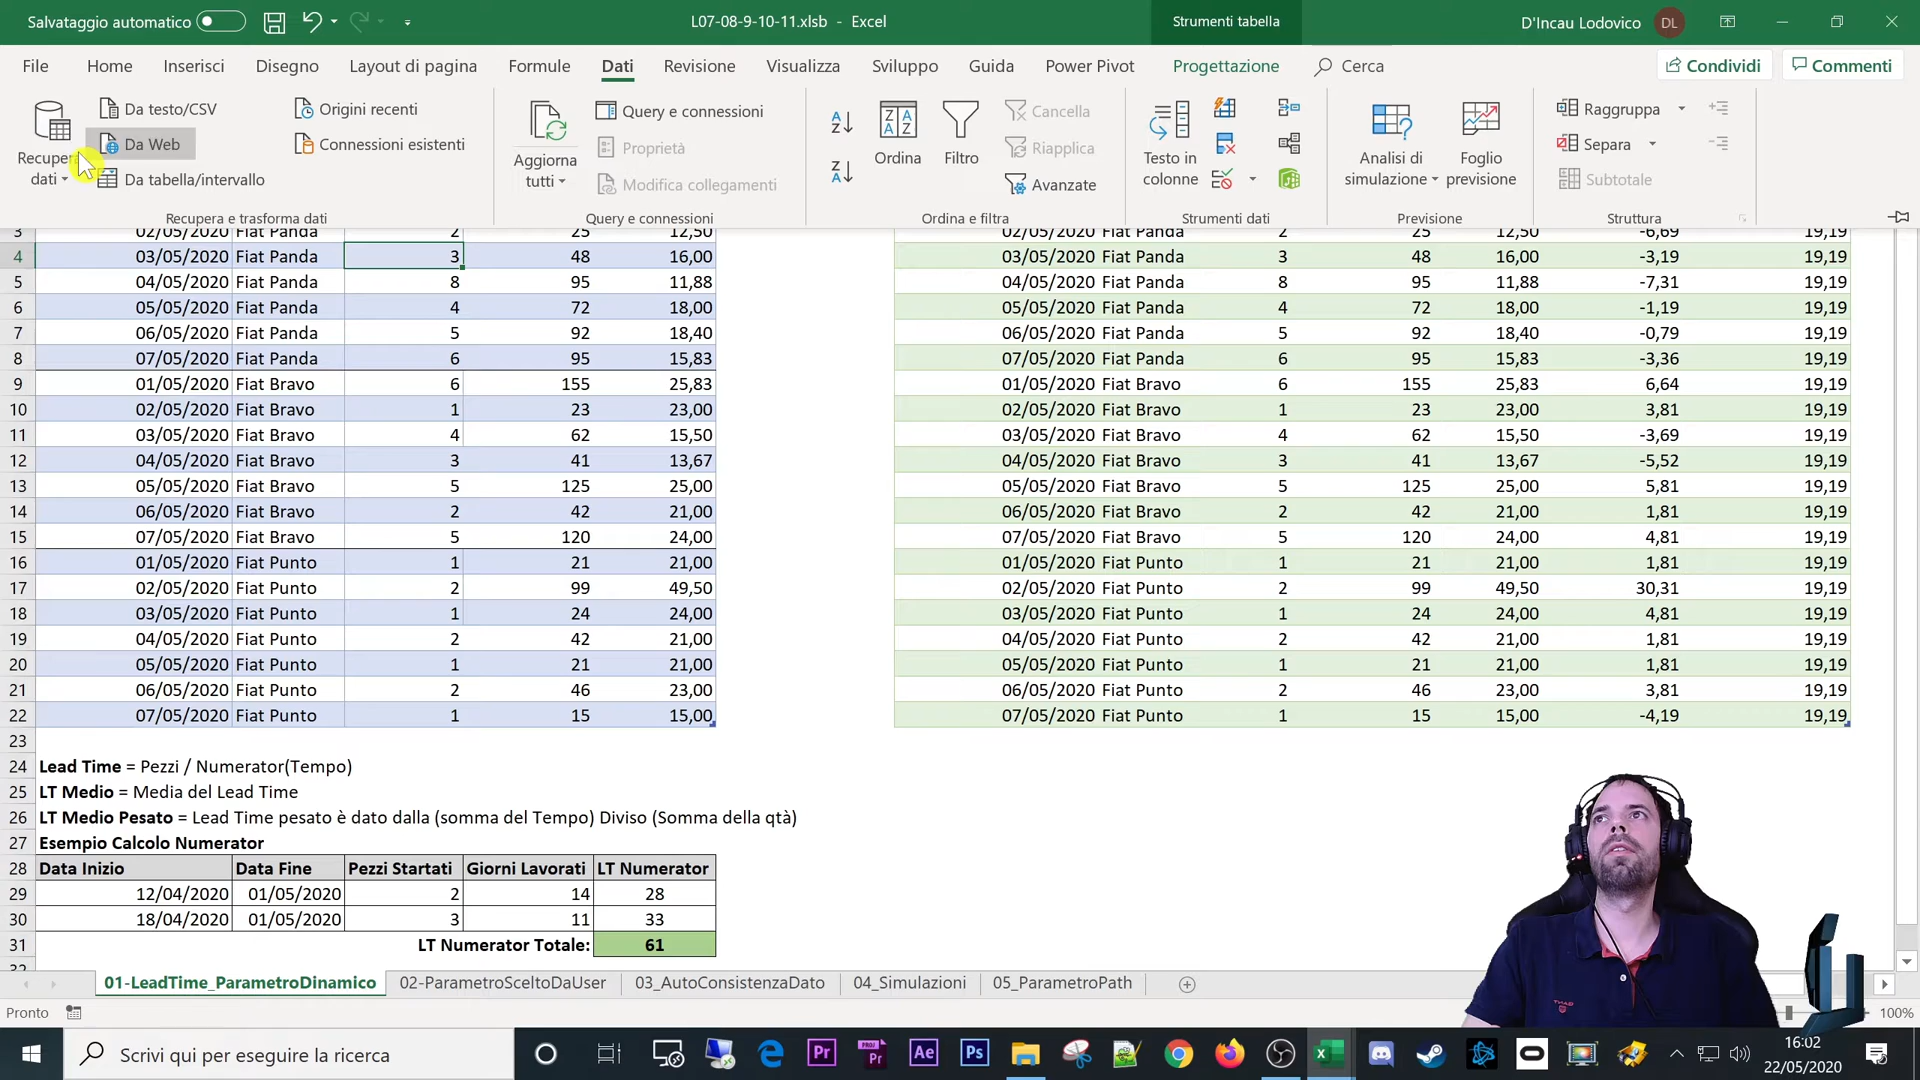 Salvataggio automatico
L07-08-9-10-11.xlsb - Excel
Strumenti tabella
D'Incau Lodovico DL
File Home Inserisci Disegno Layout di pagina Formule Dati Revisione Visualizza Sviluppo Guida Power Pivot Progettazione Cerca Condividi Commenti
Recupera dati
Da testo/CSV
Da Web
Da tabella/intervallo
Origini recenti
Connessioni esistenti
Recupera e trasforma dati
Aggiorna tutti
Query e connessioni
Proprietà
Modifica collegamenti
Query e connessioni
Ordina
Filtro
Cancella
Riapplica
Avanzate
Ordina e filtra
Testo in colonne
Strumenti dati
Analisi di simulazione
Foglio previsione
Previsione
Raggruppa
Separa
Subtotale
Struttura
3 02/05/2020 Fiat Panda 2 25 12,50 02/05/2020 Fiat Panda 2 25 12,50 -6,69 19,19
4 03/05/2020 Fiat Panda 3 48 16,00 03/05/2020 Fiat Panda 3 48 16,00 -3,19 19,19
5 04/05/2020 Fiat Panda 8 95 11,88 04/05/2020 Fiat Panda 8 95 11,88 -7,31 19,19
6 05/05/2020 Fiat Panda 4 72 18,00 05/05/2020 Fiat Panda 4 72 18,00 -1,19 19,19
7 06/05/2020 Fiat Panda 5 92 18,40 06/05/2020 Fiat Panda 5 92 18,40 -0,79 19,19
8 07/05/2020 Fiat Panda 6 95 15,83 07/05/2020 Fiat Panda 6 95 15,83 -3,36 19,19
9 01/05/2020 Fiat Bravo 6 155 25,83 01/05/2020 Fiat Bravo 6 155 25,83 6,64 19,19
10 02/05/2020 Fiat Bravo 1 23 23,00 02/05/2020 Fiat Bravo 1 23 23,00 3,81 19,19
11 03/05/2020 Fiat Bravo 4 62 15,50 03/05/2020 Fiat Bravo 4 62 15,50 -3,69 19,19
12 04/05/2020 Fiat Bravo 3 41 13,67 04/05/2020 Fiat Bravo 3 41 13,67 -5,52 19,19
13 05/05/2020 Fiat Bravo 5 125 25,00 05/05/2020 Fiat Bravo 5 125 25,00 5,81 19,19
14 06/05/2020 Fiat Bravo 2 42 21,00 06/05/2020 Fiat Bravo 2 42 21,00 1,81 19,19
15 07/05/2020 Fiat Bravo 5 120 24,00 07/05/2020 Fiat Bravo 5 120 24,00 4,81 19,19
16 01/05/2020 Fiat Punto 1 21 21,00 01/05/2020 Fiat Punto 1 21 21,00 1,81 19,19
17 02/05/2020 Fiat Punto 2 99 49,50 02/05/2020 Fiat Punto 2 99 49,50 30,31 19,19
18 03/05/2020 Fiat Punto 1 24 24,00 03/05/2020 Fiat Punto 1 24 24,00 4,81 19,19
19 04/05/2020 Fiat Punto 2 42 21,00 04/05/2020 Fiat Punto 2 42 21,00 1,81 19,19
20 05/05/2020 Fiat Punto 1 21 21,00 05/05/2020 Fiat Punto 1 21 21,00 1,81 19,19
21 06/05/2020 Fiat Punto 2 46 23,00 06/05/2020 Fiat Punto 2 46 23,00 3,81 19,19
22 07/05/2020 Fiat Punto 1 15 15,00 07/05/2020 Fiat Punto 1 15 15,00 -4,19 19,19
23
24 Lead Time = Pezzi / Numerator(Tempo)
25 LT Medio = Media del Lead Time
26 LT Medio Pesato = Lead Time pesato è dato dalla (somma del Tempo) Diviso (Somma della qtà)
27 Esempio Calcolo Numerator
28 Data Inizio Data Fine Pezzi Startati Giorni Lavorati LT Numerator
29 12/04/2020 01/05/2020 2 14 28
30 18/04/2020 01/05/2020 3 11 33
31 LT Numerator Totale: 61
32
01-LeadTime_ParametroDinamico 02-ParametroSceltoDaUser 03_AutoConsistenzaDato 04_Simulazioni 05_ParametroPath
Pronto
100%
Scrivi qui per eseguire la ricerca
16:02
22/05/2020